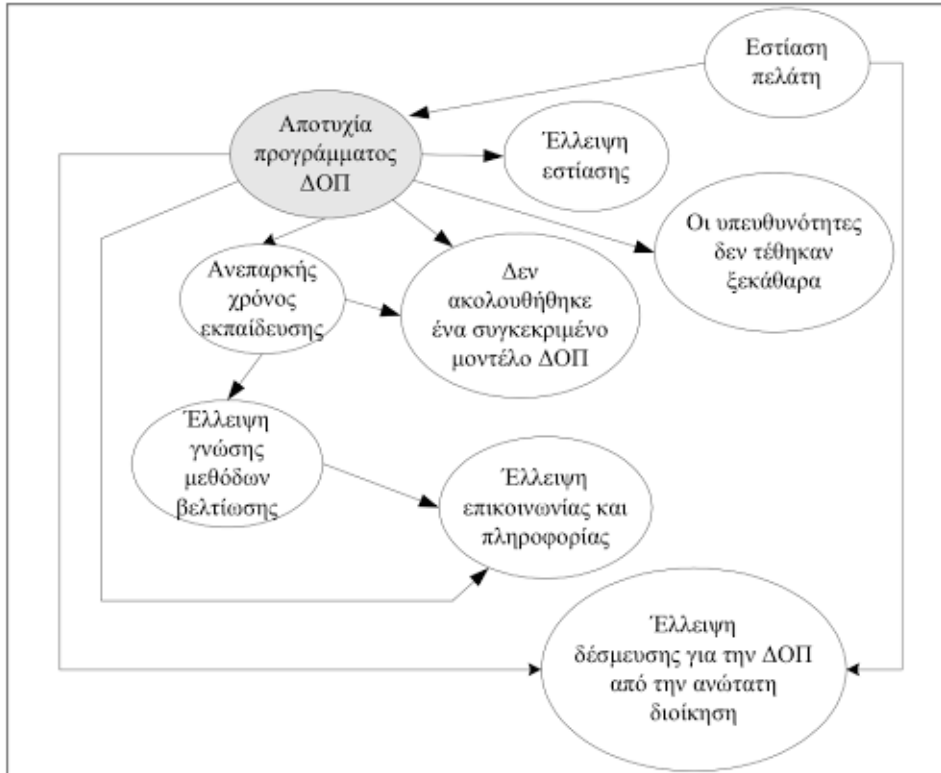 Εστίαση
πελάτη
Αποτυχία
προγράμματος
ΔΟΠ
Έλλειψη
εστίασης
Οι υπευθυνότητες
δεν τέθηκαν
ξεκάθαρα
Ανεπαρκής
χρόνος
εκπαίδευσης
Δεν
ακολουθήθηκε
ένα συγκεκριμένο
μοντέλο ΔΟΠ
Έλλειψη
γνώσης
μεθόδων
βελτίωσης
Έλλειψη
επικοινωνίας και
πληροφορίας
Έλλειψη
δέσμευσης για την ΔΟΠ
από την ανώτατη
διοίκηση